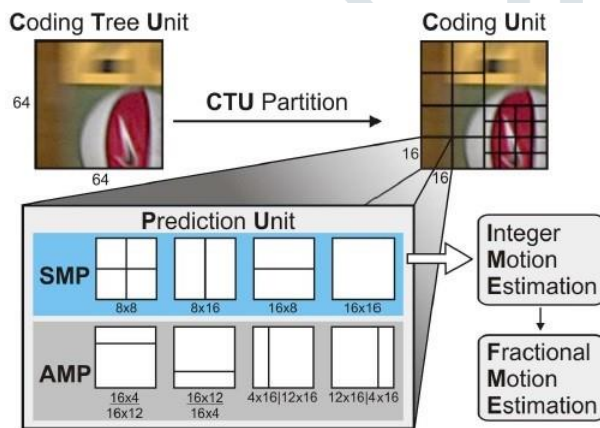 Coding Tree Unit
Coding Unit
64
CTU Partition
64
16
16
Prediction Unit
SMP
8x8
8x16
16x8
16x16
AMP
16x4
16x12
16x12
16x4
4x16|12x16
12x16|4x16
Integer
Motion
Estimation
Fractional
Motion
Estimation